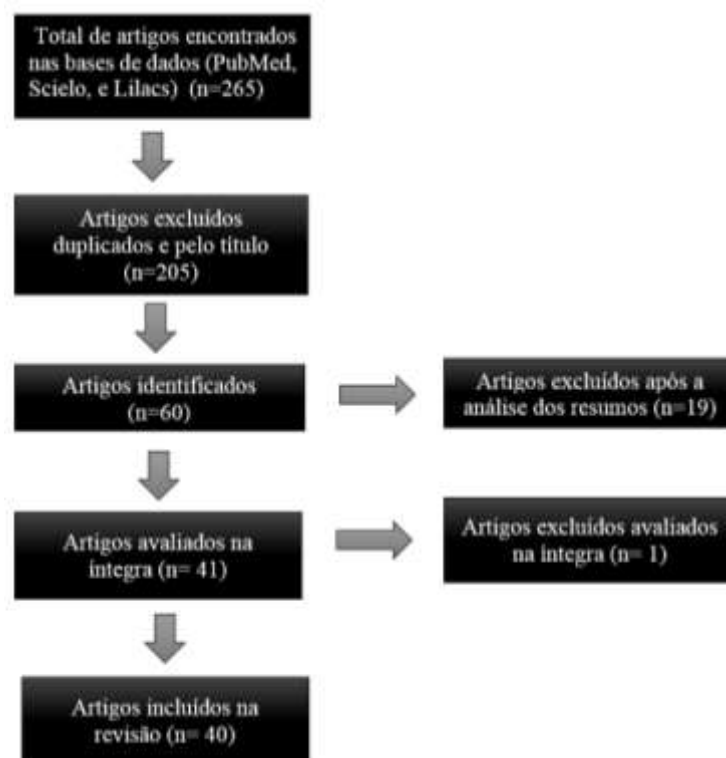 Total de artigos encontrados
nas bases de dados (PubMed,
Scielo, e Lilacs) (n=265)
Artigos excluídos
duplicados e pelo título
(n=205)
Artigos identificados
(n=60)
Artigos excluídos após a
análise dos resumos (n=19)
Artigos avaliados na
íntegra (n= 41)
Artigos excluídos avaliados
na íntegra (n= 1)
Artigos incluídos na
revisão (n= 40)